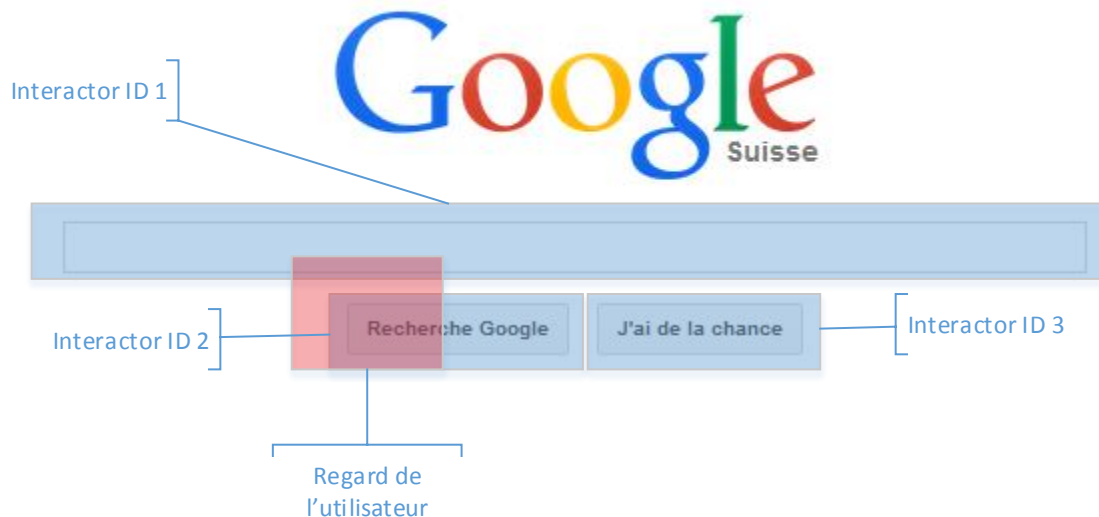 Google
Suisse
Interactor ID 1
Recherche Google
J'ai de la chance
Interactor ID 2
Interactor ID 3
Regard de
l'utilisateur